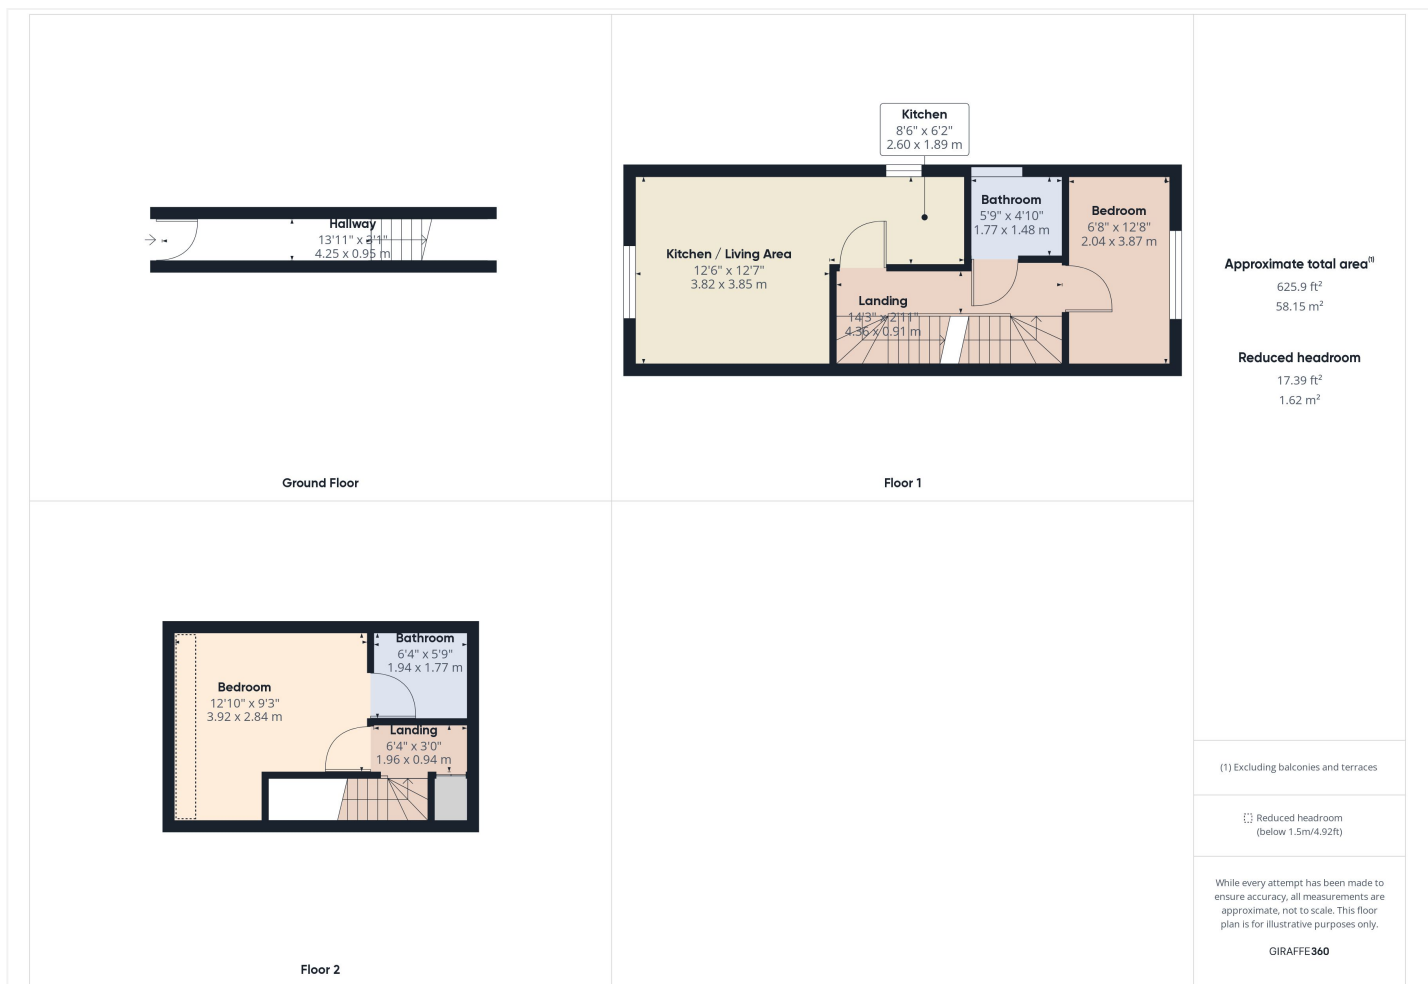 Hallway
13'11" x 3'1"
4.25 x 0.95 m
Ground Floor
Kitchen
8'6" x 6'2"
2.60 x 1.89 m
Kitchen / Living Area
12'6" x 12'7"
3.82 x 3.85 m
Bathroom
5'9" x 4'10"
1.77 x 1.48 m
Bedroom
6'8" x 12'8"
2.04 x 3.87 m
Landing
14'3" x 2'11"
4.36 x 0.91 m
Floor 1
Bedroom
12'10" x 9'3"
3.92 x 2.84 m
Bathroom
6'4" x 5'9"
1.94 x 1.77 m
Landing
6'4" x 3'0"
1.96 x 0.94 m
Floor 2
Approximate total area(1)
625.9 ft²
58.15 m²
Reduced headroom
17.39 ft²
1.62 m²
(1) Excluding balconies and terraces
Reduced headroom
(below 1.5m/4.92ft)
While every attempt has been made to
ensure accuracy, all measurements are
approximate, not to scale. This floor
plan is for illustrative purposes only.
GIRAFFE360